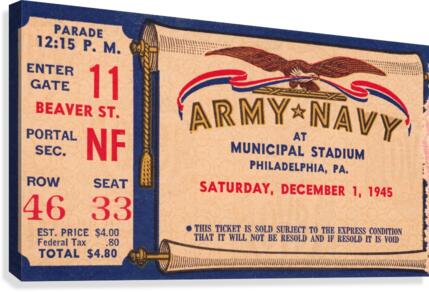 PARADE
12:15 P. M.
ENTER
GATE 11
BEAVER ST.
PORTAL
SEC. NF
ROW SEAT
46 33
EST. PRICE $4.00
Federal Tax .80
TOTAL $4.80
ARMY★NAVY
AT
MUNICIPAL STADIUM
PHILADELPHIA, PA.
SATURDAY, DECEMBER 1, 1945
● THIS TICKET IS SOLD SUBJECT TO THE EXPRESS CONDITION
THAT IT WILL NOT BE RESOLD AND IF RESOLD IT IS VOID